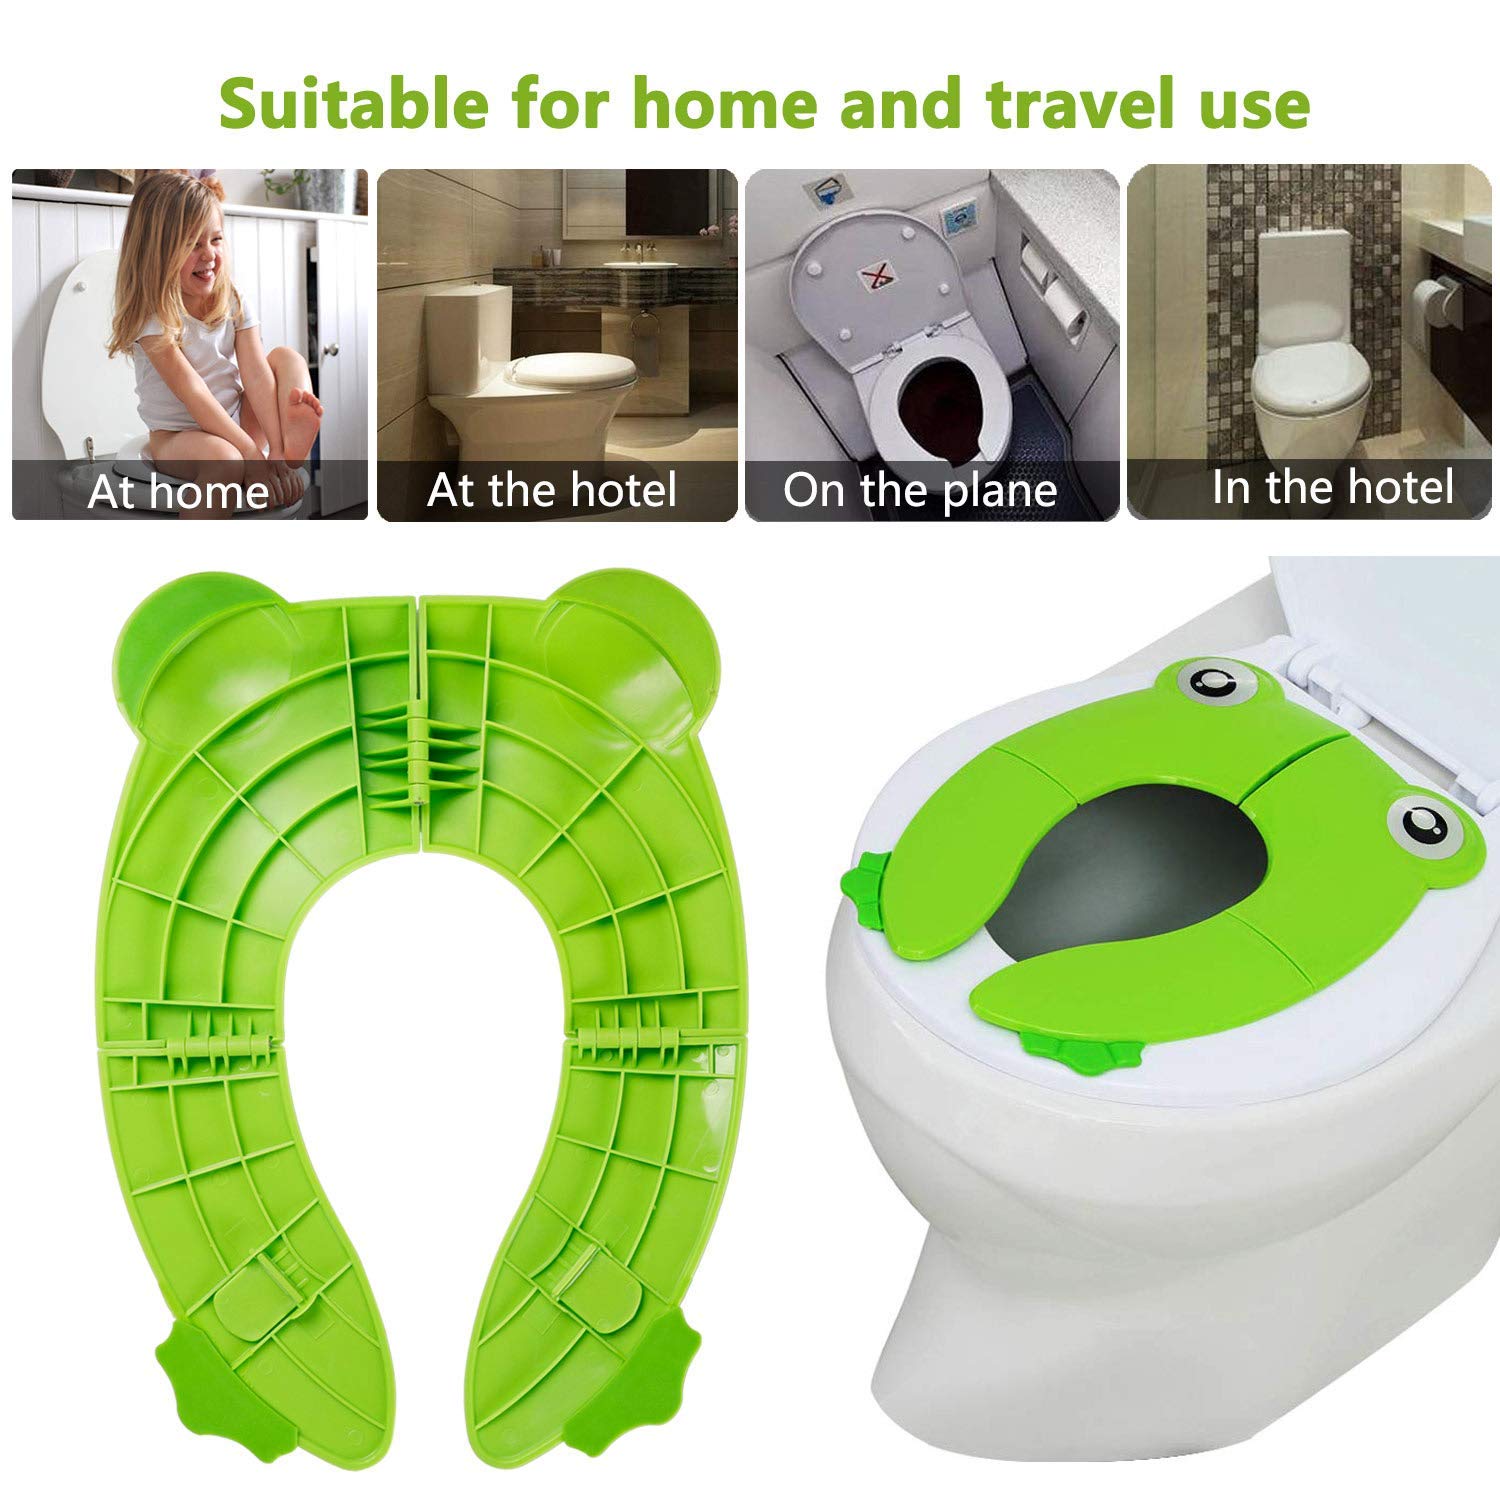 Suitable for home and travel use
At home
At the hotel
On the plane
In the hotel